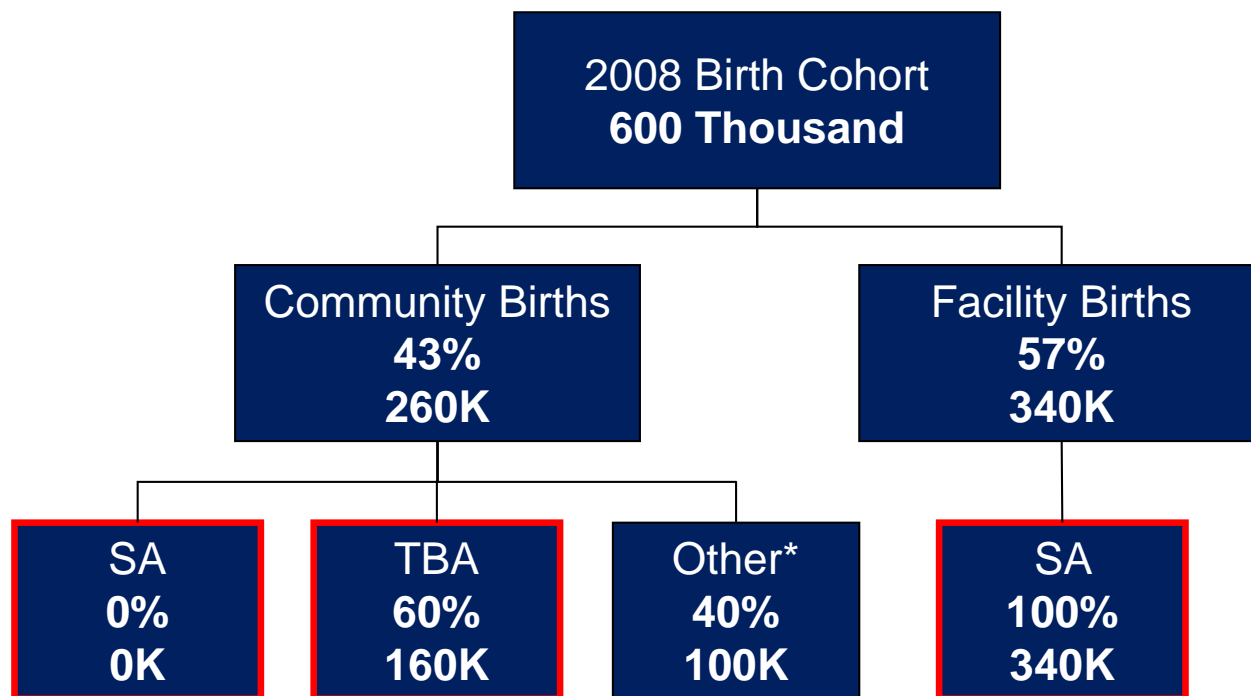 2008 Birth Cohort
600 Thousand
Community Births
43%
260K
Facility Births
57%
340K
SA
0%
0K
TBA
60%
160K
Other*
40%
100K
SA
100%
340K